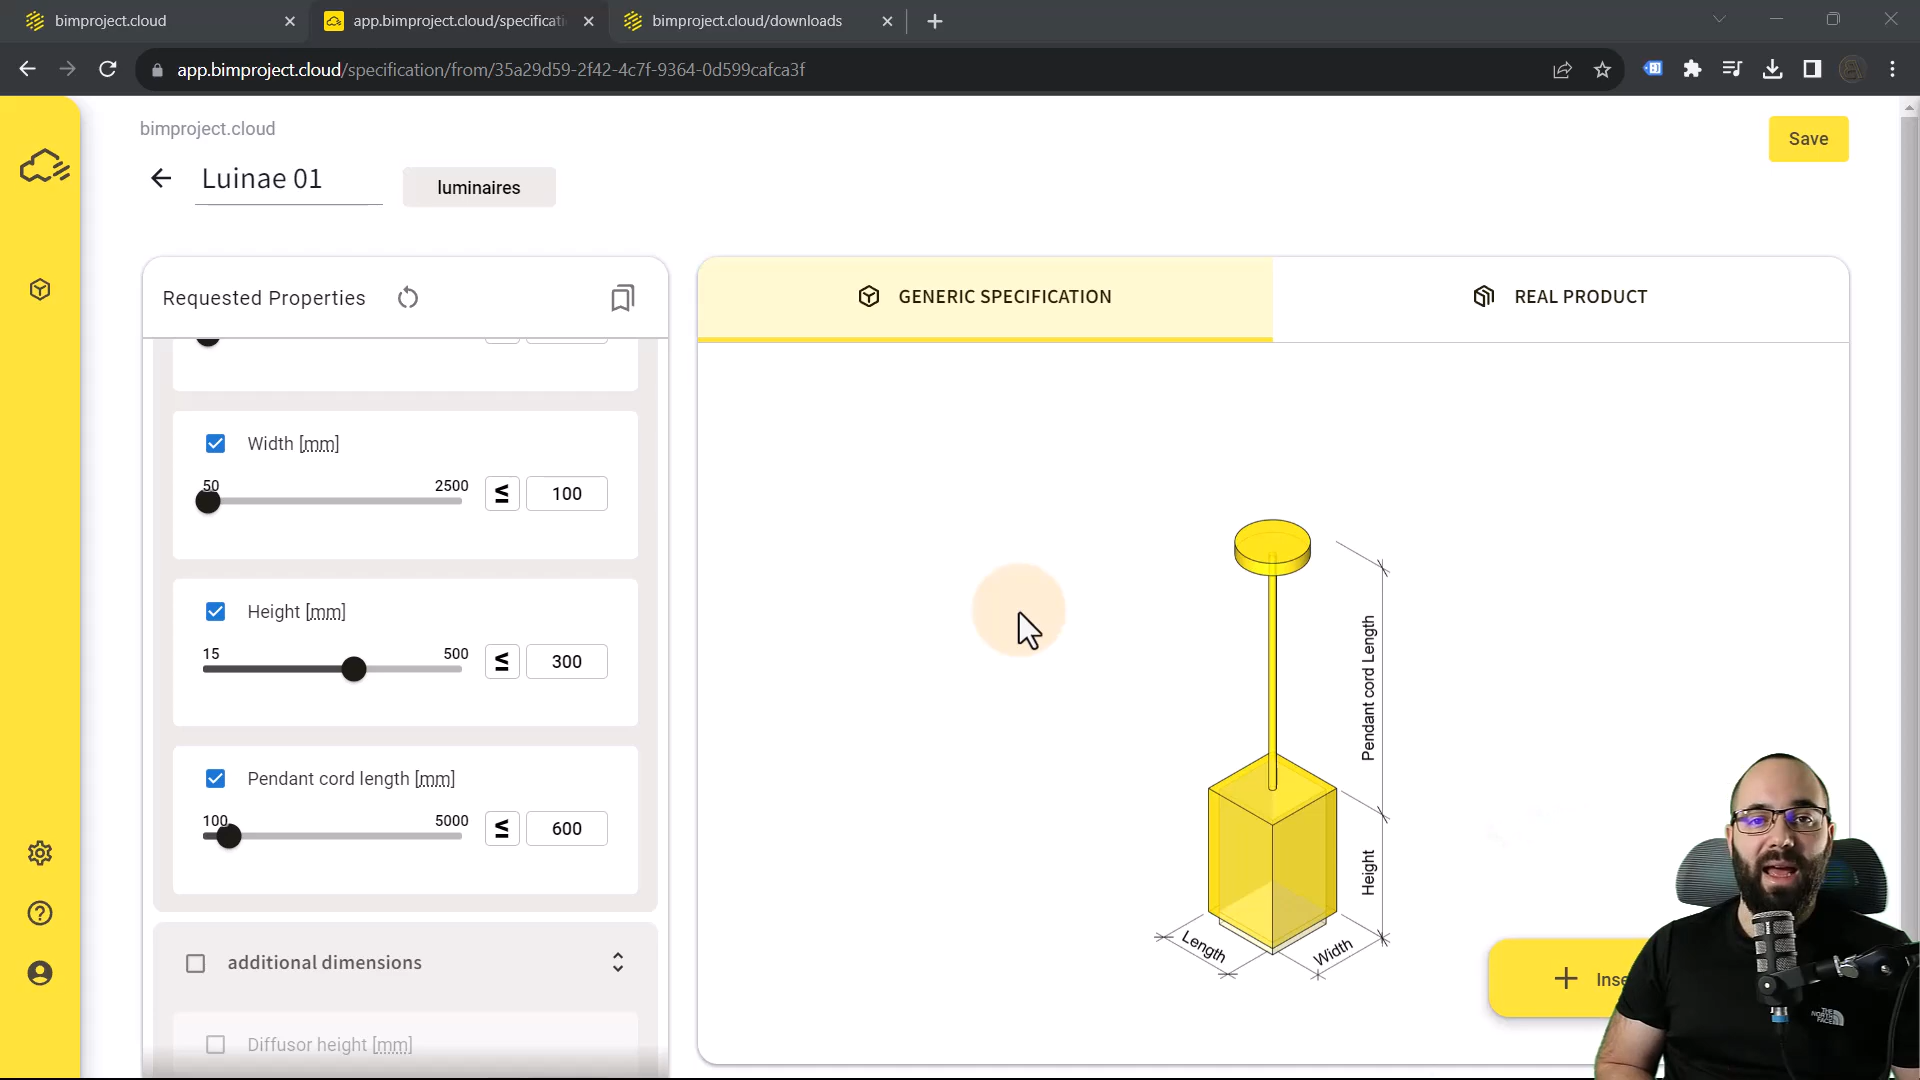 bimproject.cloud
app.bimproject.cloud/specificati
bimproject.cloud/downloads
app.bimproject.cloud/specification/from/35a29d59-2f42-4c7f-9364-0d599cafca3f
bimproject.cloud
Save
Luinae 01
luminaires
Requested Properties
GENERIC SPECIFICATION
REAL PRODUCT
Width [mm]
50
2500
≤
100
Height [mm]
15
500
≤
300
Pendant cord length [mm]
100
5000
≤
600
additional dimensions
Diffusor height [mm]
Pendant cord Length
Height
Length
Width
+ Inse
THE NORTH FACE